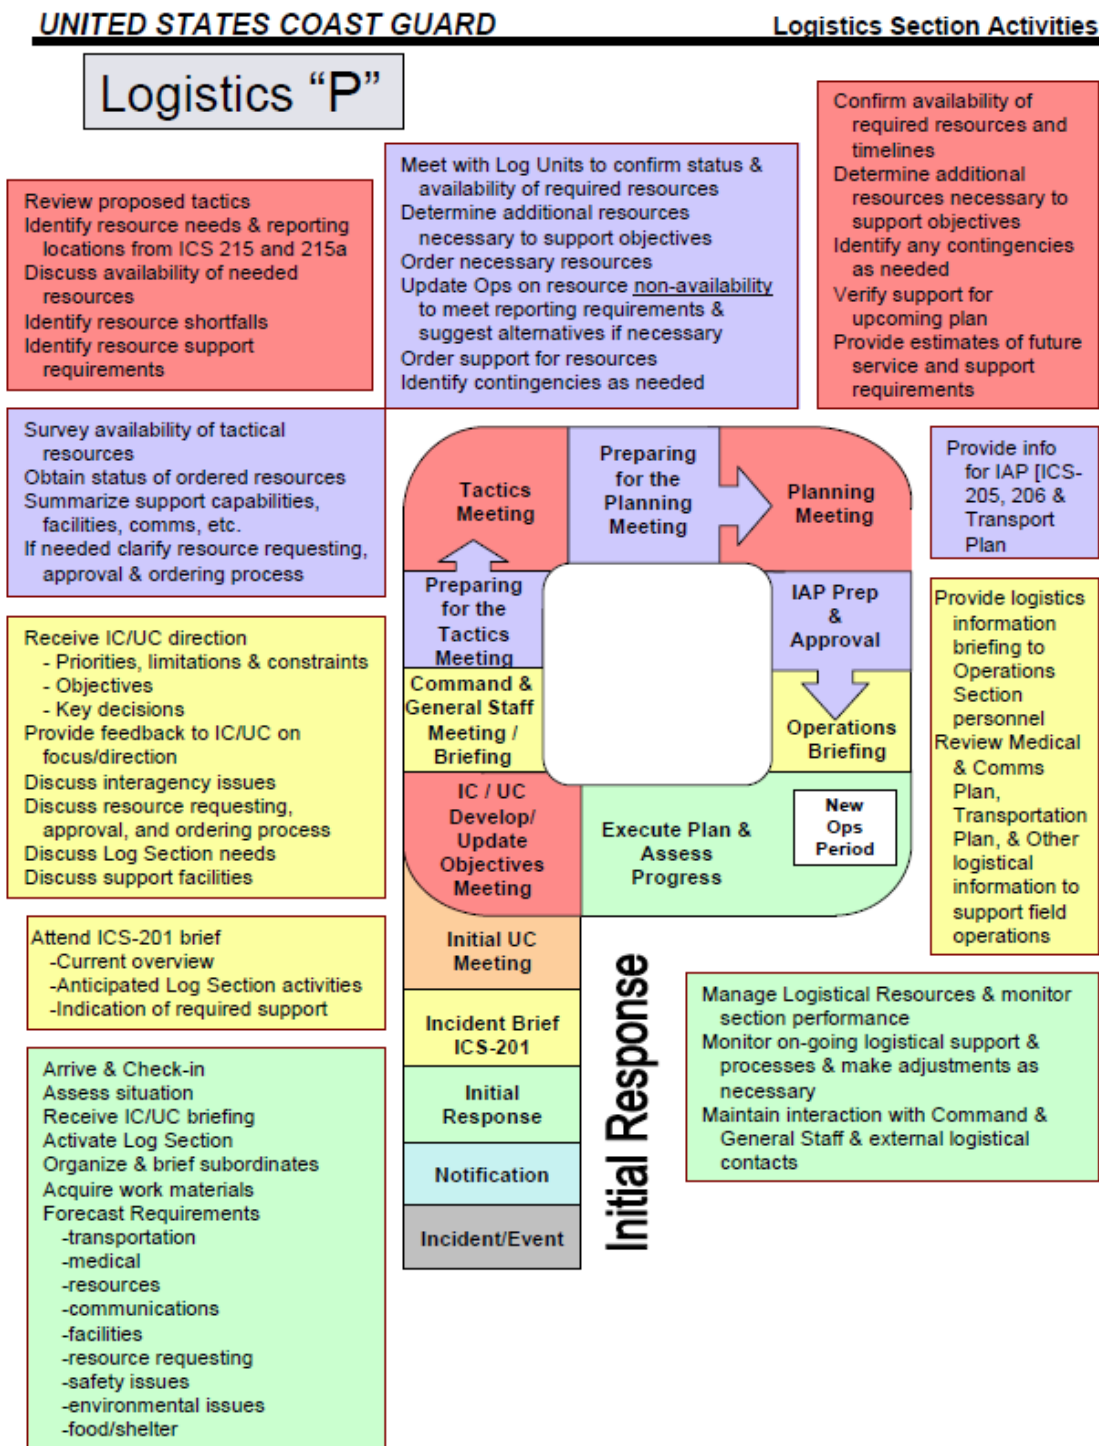 UNITED STATES COAST GUARD
Logistics Section Activities
Logistics “P”
Review proposed tactics
Identify resource needs & reporting
locations from ICS 215 and 215a
Discuss availability of needed
resources
Identify resource shortfalls
Identify resource support
requirements
Meet with Log Units to confirm status &
availability of required resources
Determine additional resources
necessary to support objectives
Order necessary resources
Update Ops on resource non-availability
to meet reporting requirements &
suggest alternatives if necessary
Order support for resources
Identify contingencies as needed
Confirm availability of
required resources and
timelines
Determine additional
resources necessary to
support objectives
Identify any contingencies
as needed
Verify support for
upcoming plan
Provide estimates of future
service and support
requirements
Survey availability of tactical
resources
Obtain status of ordered resources
Summarize support capabilities,
facilities, comms, etc.
If needed clarify resource requesting,
approval & ordering process
Tactics
Meeting
Preparing
for the
Planning
Meeting
Planning
Meeting
Provide info
for IAP [ICS-
205, 206 &
Transport
Plan
Preparing
for the
Tactics
Meeting
IAP Prep
&
Approval
Receive IC/UC direction
- Priorities, limitations & constraints
- Objectives
- Key decisions
Provide feedback to IC/UC on
focus/direction
Discuss interagency issues
Discuss resource requesting,
approval, and ordering process
Discuss Log Section needs
Discuss support facilities
Command &
General Staff
Meeting /
Briefing
Operations
Briefing
Provide logistics
information
briefing to
Operations
Section
personnel
Review Medical
& Comms
Plan,
Transportation
Plan, & Other
logistical
information to
support field
operations
IC / UC
Develop/
Update
Objectives
Meeting
Execute Plan &
Assess
Progress
New
Ops
Period
Attend ICS-201 brief
-Current overview
-Anticipated Log Section activities
-Indication of required support
Initial UC
Meeting
Incident Brief
ICS-201
Initial
Response
Notification
Incident/Event
Initial Response
Manage Logistical Resources & monitor
section performance
Monitor on-going logistical support &
processes & make adjustments as
necessary
Maintain interaction with Command &
General Staff & external logistical
contacts
Arrive & Check-in
Assess situation
Receive IC/UC briefing
Activate Log Section
Organize & brief subordinates
Acquire work materials
Forecast Requirements
-transportation
-medical
-resources
-communications
-facilities
-resource requesting
-safety issues
-environmental issues
-food/shelter